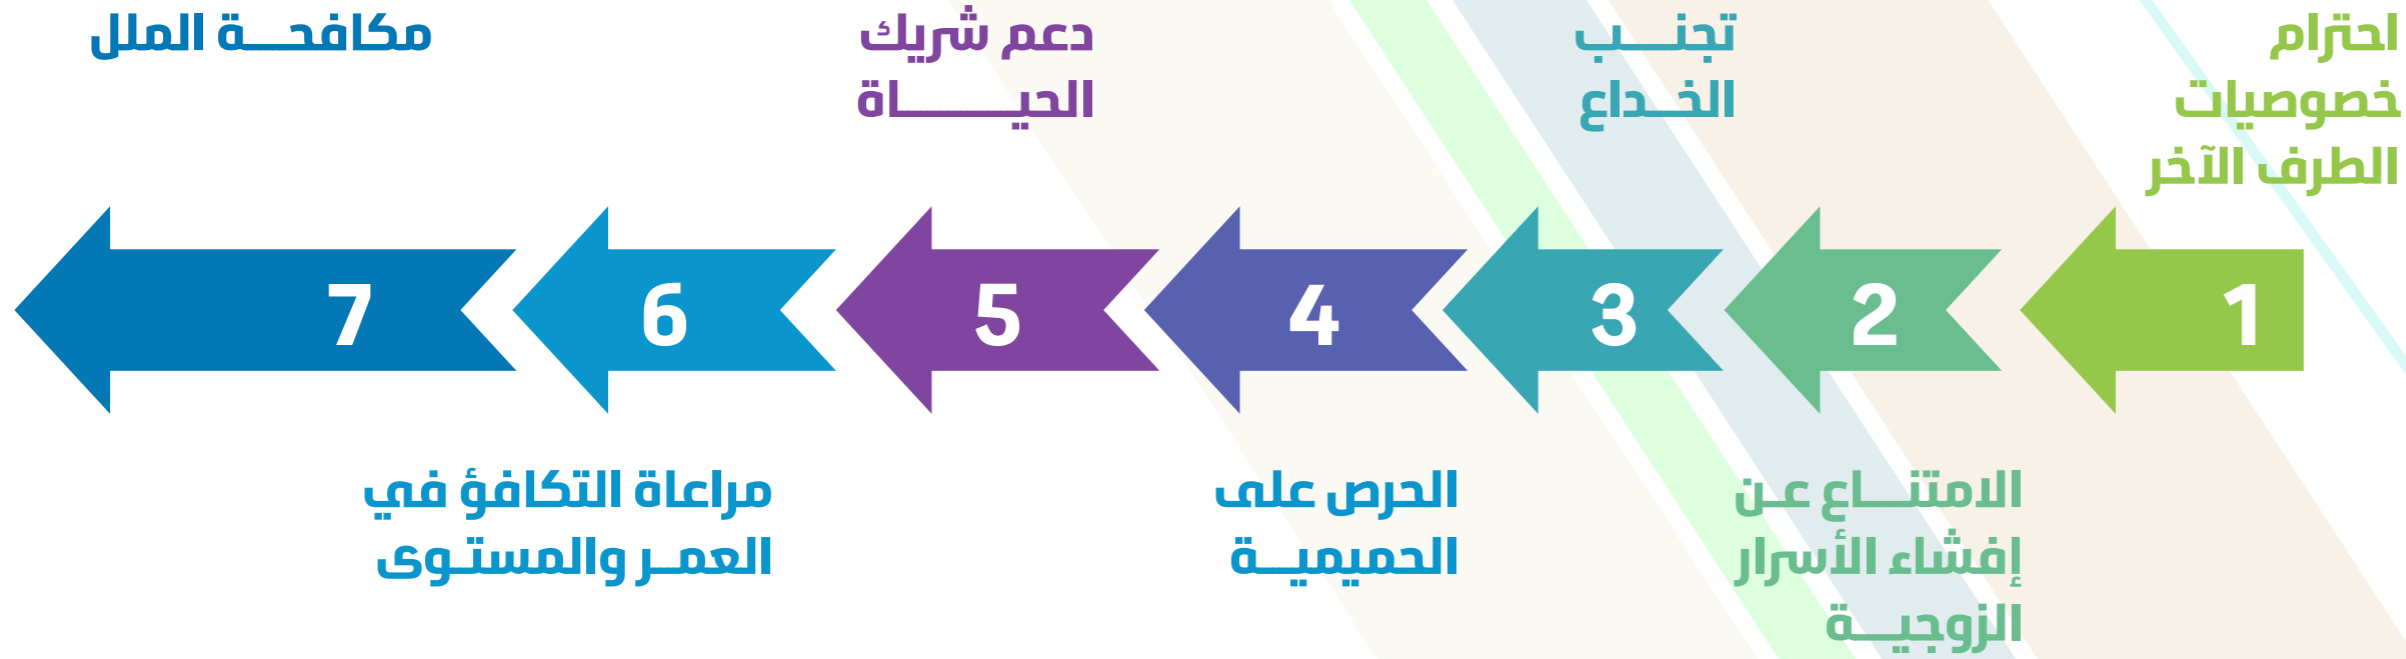 احترام
خصوصيات
الطرف الآخر
تجنب
الخداع
دعم شريك
الحياة
مكافحة الملل
1
2
3
4
5
6
7
الامتناع عن
إفشاء الأسرار
الزوجية
الحرص على
الحميمية
مراعاة التكافؤ في
العمر والمستوى